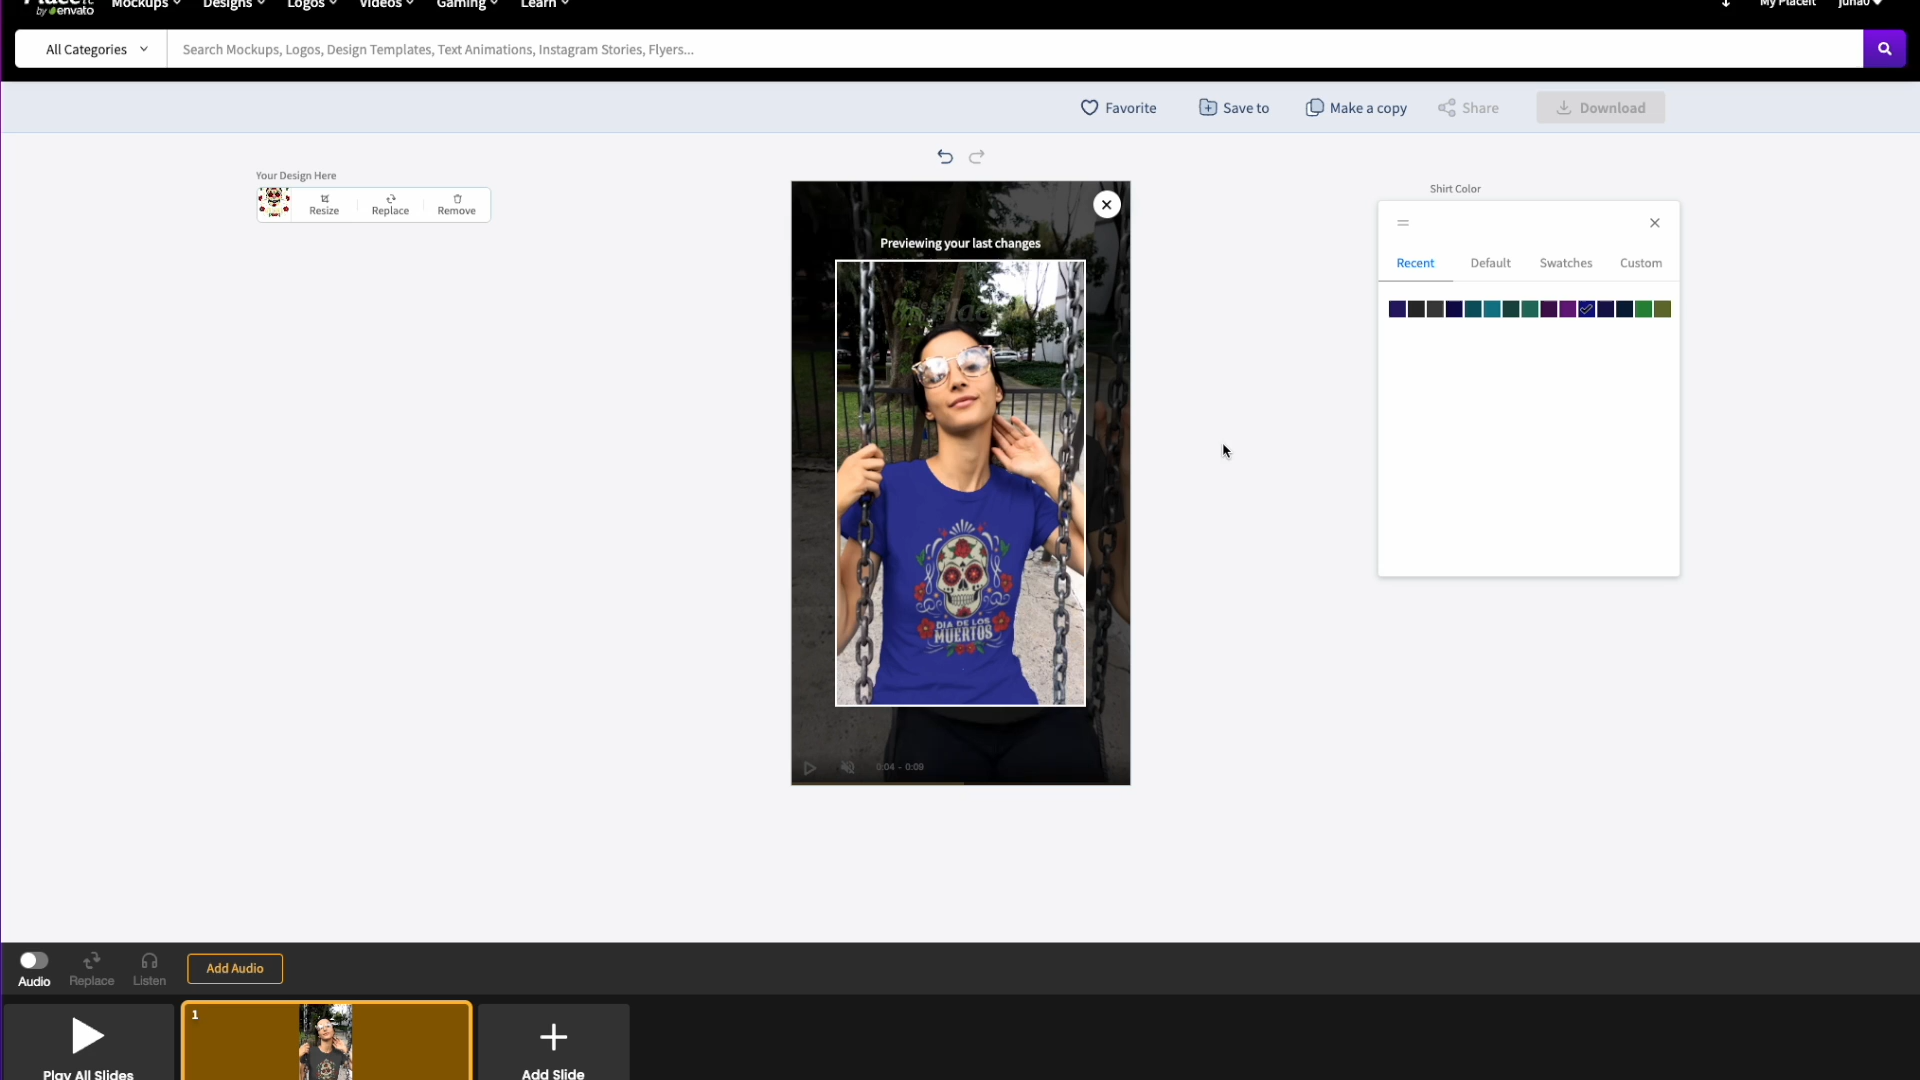 by envato Mockups Designs Logos Videos Gaming Learn My Placeit
All Categories Search Mockups, Logos, Design Templates, Text Animations, Instagram Stories, Flyers...
Favorite Save to Make a copy Share Download
Your Design Here
Resize Replace Remove
Previewing your last changes
DIA DE LOS
MUERTOS
0:04 - 0:09
Shirt Color
Recent Default Swatches Custom
Audio Replace Listen Add Audio
1
Play All Slides Add Slide